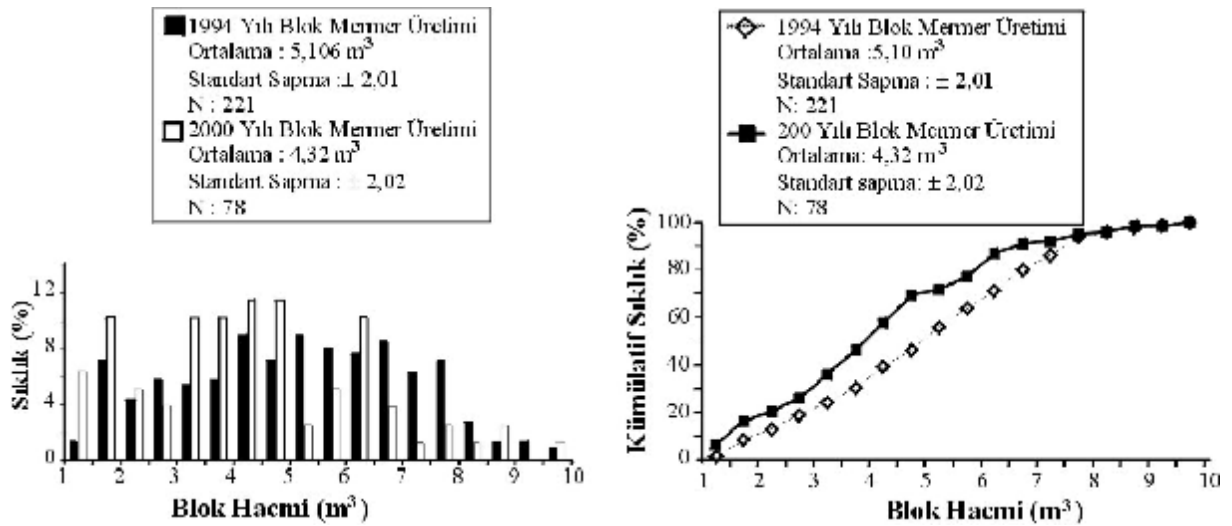 1994 Yılı Blok Mermer Üretimi
Ortalama : 5,106 m³
Standart Sapma : ± 2,01
N : 221
2000 Yılı Blok Mermer Üretimi
Ortalama : 4,32 m³
Standart Sapma : ± 2,02
N : 78
Sıklık (%)
12
8
4
0
1 2 3 4 5 6 7 8 9 10
Blok Hacmi (m³)
1994 Yılı Blok Mermer Üretimi
Ortalama :5,10 m³
Standart Sapma : ± 2,01
N: 221
200 Yılı Blok Mermer Üretimi
Ortalama: 4,32 m³
Standart sapma: ± 2,02
N: 78
Kümülatif Sıklık (%)
100
80
60
40
20
0
1 2 3 4 5 6 7 8 9 10
Blok Hacmi (m³)